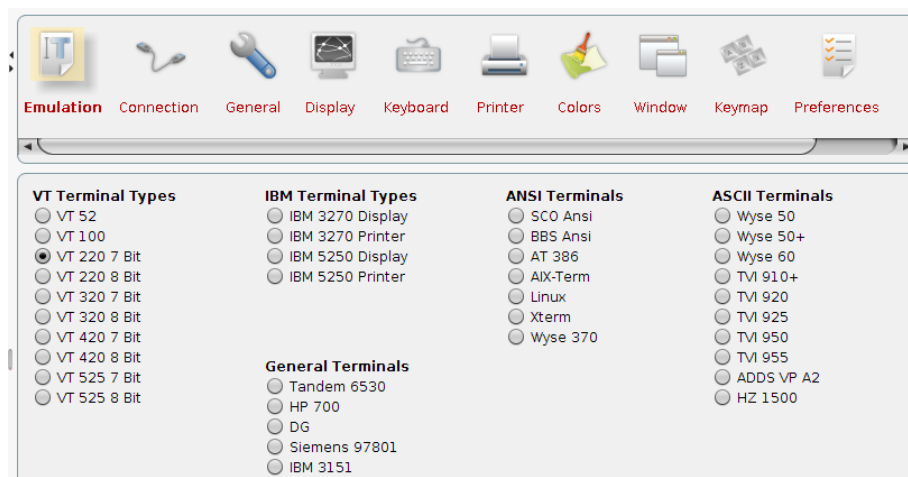 Emulation
Connection
General
Display
Keyboard
Printer
Colors
Window
Keymap
Preferences
VT Terminal Types
VT 52
VT 100
VT 220 7 Bit
VT 220 8 Bit
VT 320 7 Bit
VT 320 8 Bit
VT 420 7 Bit
VT 420 8 Bit
VT 525 7 Bit
VT 525 8 Bit
IBM Terminal Types
IBM 3270 Display
IBM 3270 Printer
IBM 5250 Display
IBM 5250 Printer
General Terminals
Tandem 6530
HP 700
DG
Siemens 97801
IBM 3151
ANSI Terminals
SCO Ansi
BBS Ansi
AT 386
AIX-Term
Linux
Xterm
Wyse 370
ASCII Terminals
Wyse 50
Wyse 50+
Wyse 60
TVI 910+
TVI 920
TVI 925
TVI 950
TVI 955
ADDS VP A2
HZ 1500